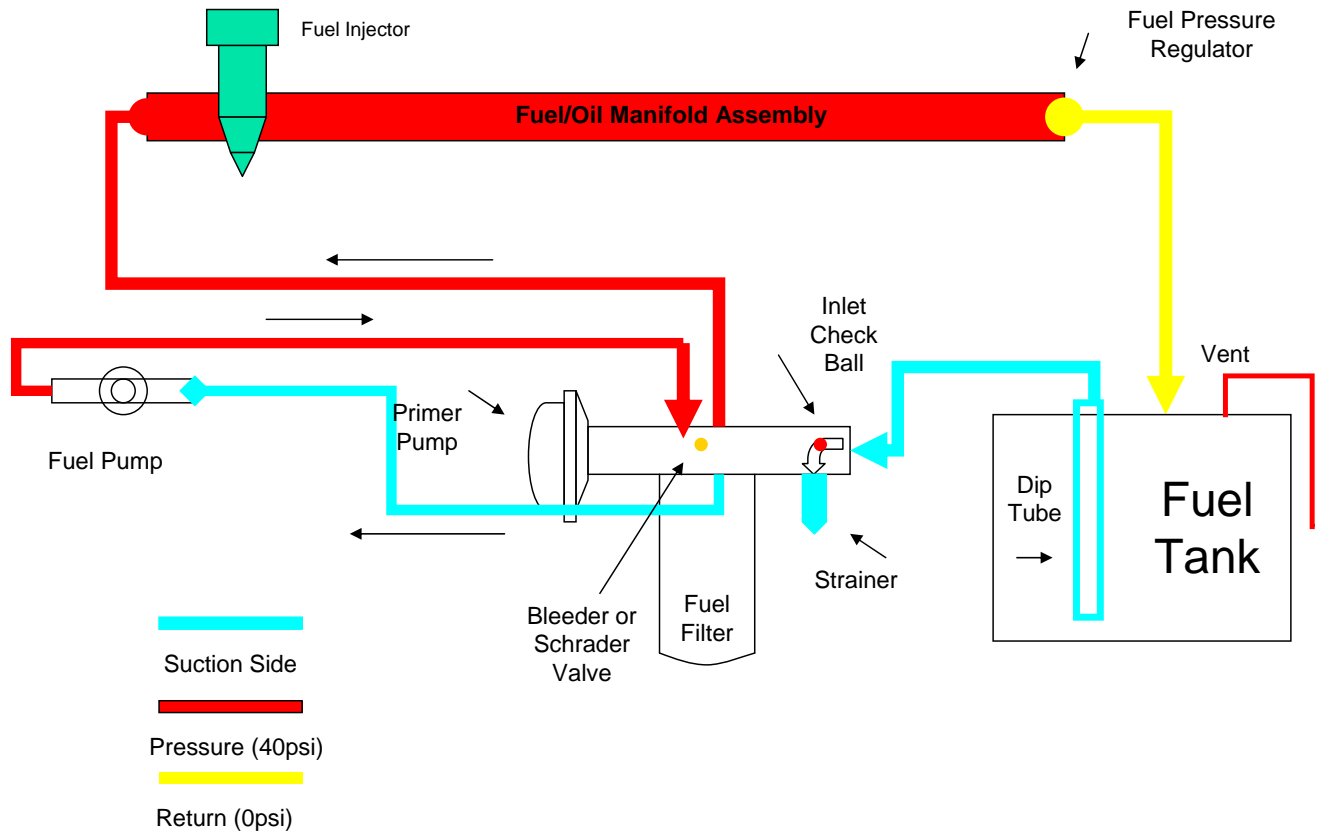 Fuel Injector
Fuel Pressure
Regulator
Fuel/Oil Manifold Assembly
Inlet
Check
Ball
Vent
Primer
Pump
Fuel Pump
Dip
Tube
Fuel
Tank
Strainer
Bleeder or
Schrader
Valve
Fuel
Filter
Suction Side
Pressure (40psi)
Return (0psi)